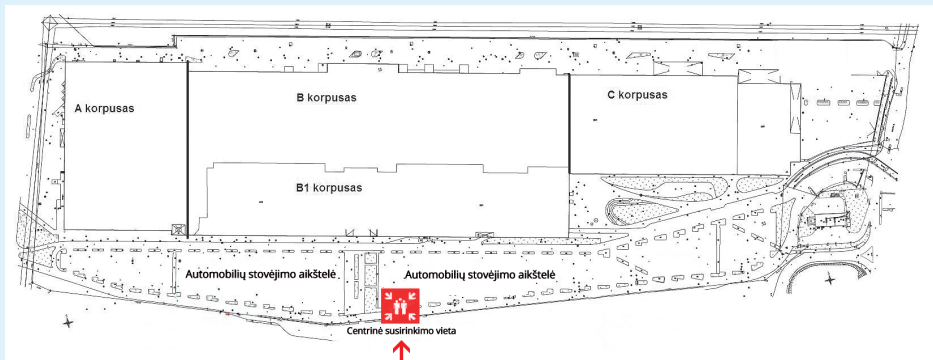 A korpusas
B korpusas
C korpusas
B1 korpusas
Automobilių stovėjimo aikštelė
Automobilių stovėjimo aikštelė
Centrinė susirinkimo vieta